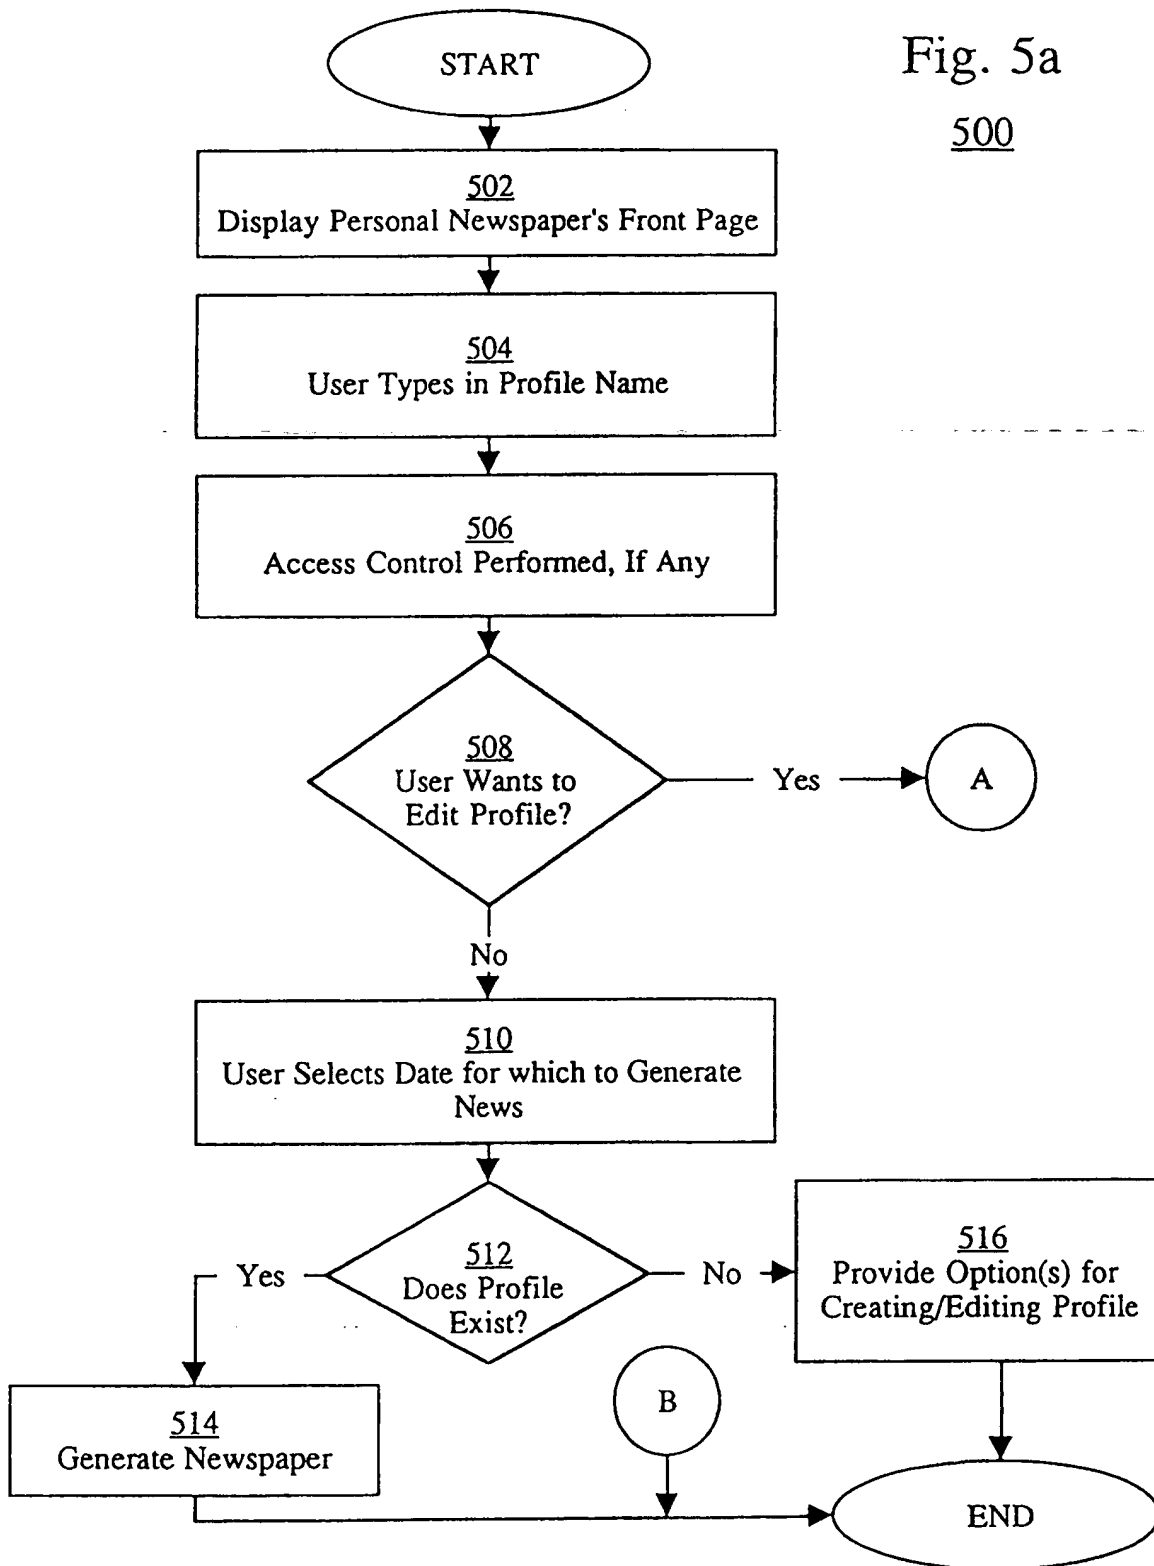 START
Fig. 5a
500
502
Display Personal Newspaper's Front Page
504
User Types in Profile Name
506
Access Control Performed, If Any
508
User Wants to
Edit Profile?
Yes
A
No
510
User Selects Date for which to Generate
News
512
Does Profile
Exist?
Yes
No
516
Provide Option(s) for
Creating/Editing Profile
514
Generate Newspaper
B
END